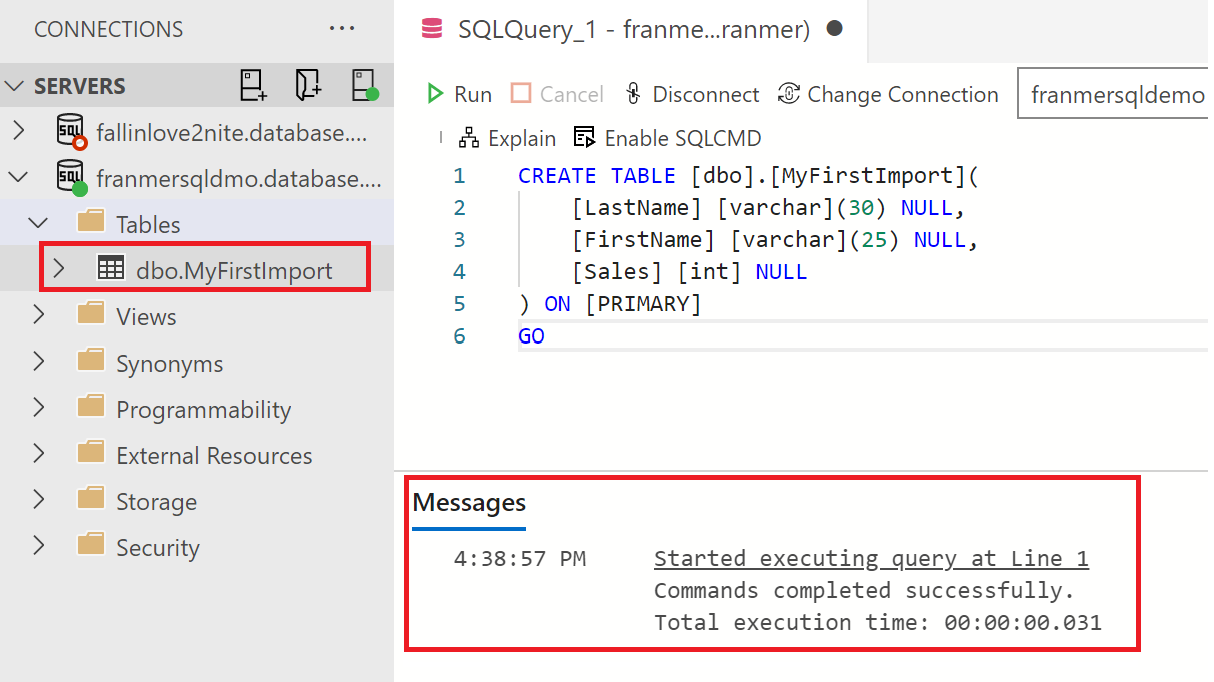 CONNECTIONS ...
SERVERS
fallinlove2nite.database....
franmersqldmo.database....
Tables
dbo.MyFirstImport
Views
Synonyms
Programmability
External Resources
Storage
Security
SQLQuery_1 - franme...ranmer)
Run Cancel Disconnect Change Connection franmersqldemo
Explain Enable SQLCMD
1 CREATE TABLE [dbo].[MyFirstImport](
2 [LastName] [varchar](30) NULL,
3 [FirstName] [varchar](25) NULL,
4 [Sales] [int] NULL
5 ) ON [PRIMARY]
6 GO
Messages
4:38:57 PM Started executing query at Line 1
Commands completed successfully.
Total execution time: 00:00:00.031